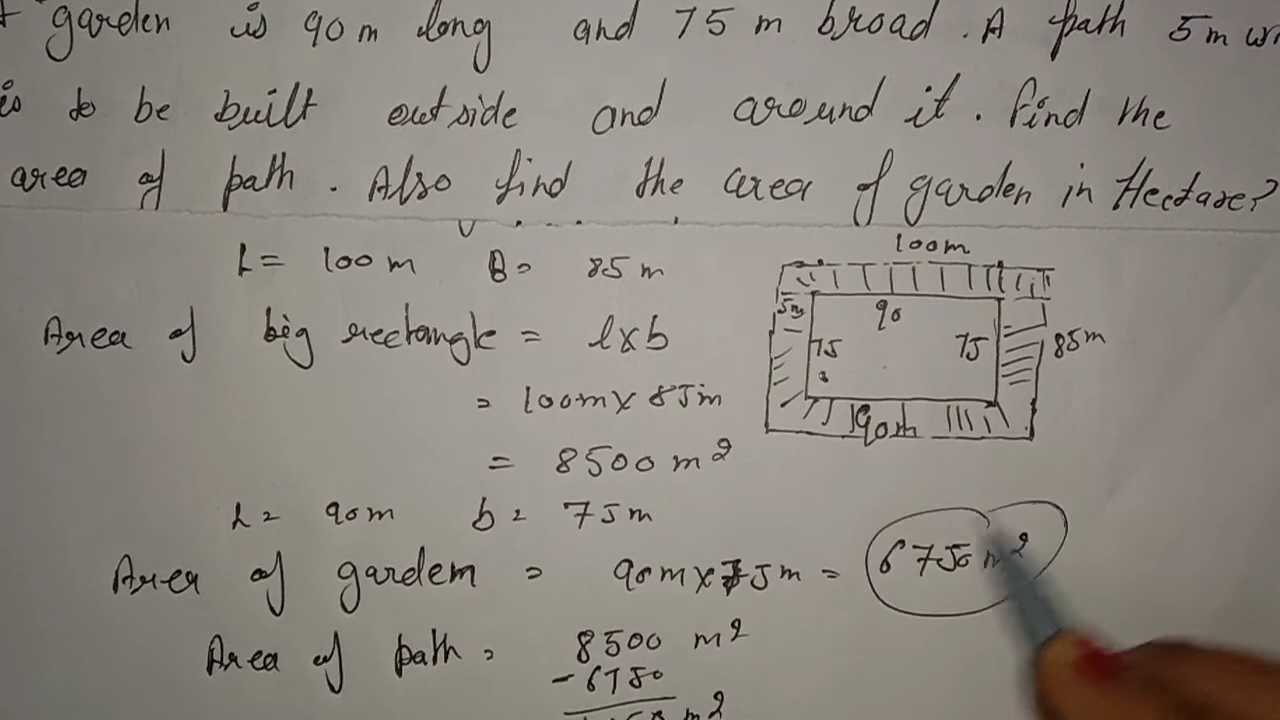 garden is 90 m long and 75 m broad . A path 5m
is to be built outside and around it . find the
area of path . Also find the area of garden in Hectare?
L = 100 m B = 85 m
100m
5m
90
75
75
85m
90m
Area of big rectangle = l x b
= 100m x 85m
= 8500 m²
L = 90m b = 75m
Area of gardem = 90m x 75m = 6750 m²
Area of path = 8500 m²
- 6750
m²